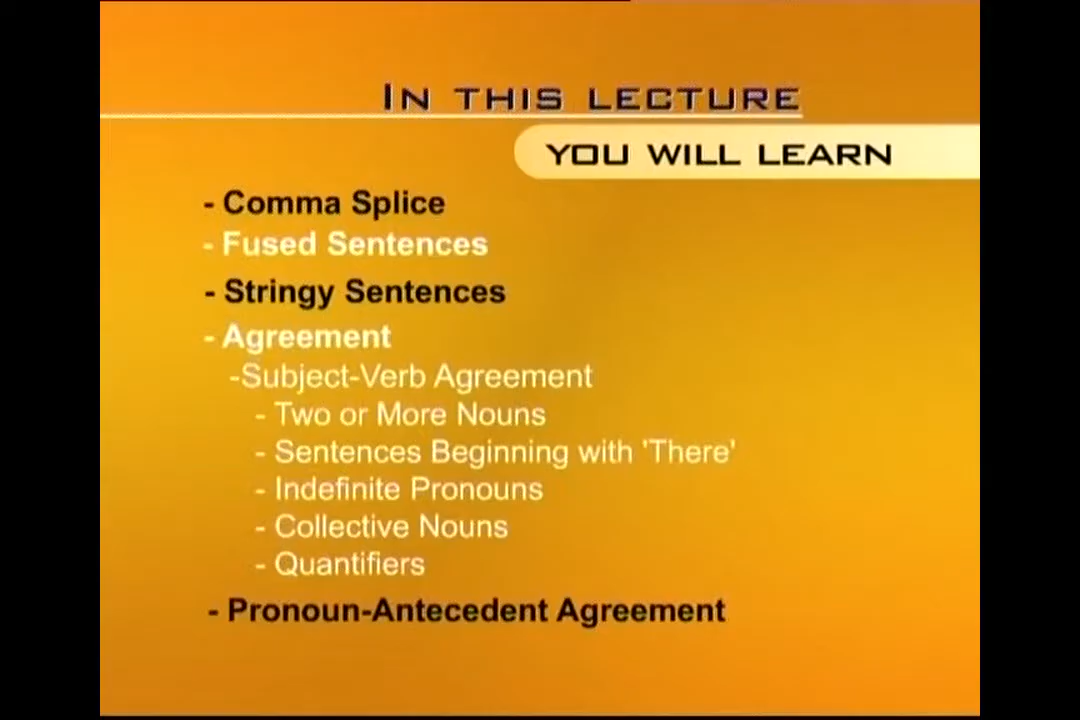 IN THIS LECTURE
YOU WILL LEARN
- Comma Splice
- Fused Sentences
- Stringy Sentences
- Agreement
-Subject-Verb Agreement
- Two or More Nouns
- Sentences Beginning with 'There'
- Indefinite Pronouns
- Collective Nouns
- Quantifiers
- Pronoun-Antecedent Agreement